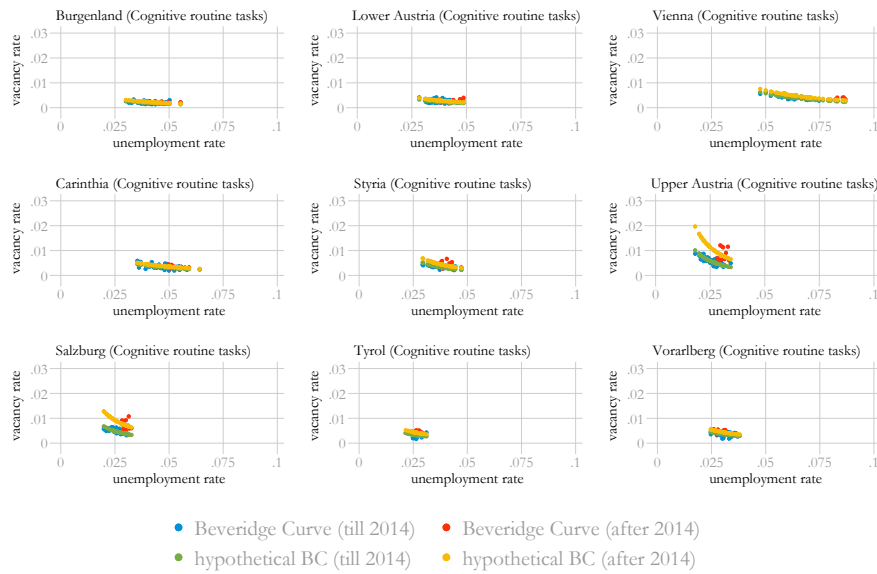 Burgenland (Cognitive routine tasks)
Lower Austria (Cognitive routine tasks)
Vienna (Cognitive routine tasks)
vacancy rate
.03
.02
.01
0
0
.025
.05
.075
.1
unemployment rate
vacancy rate
.03
.02
.01
0
0
.025
.05
.075
.1
unemployment rate
vacancy rate
.03
.02
.01
0
0
.025
.05
.075
.1
unemployment rate
Carinthia (Cognitive routine tasks)
Styria (Cognitive routine tasks)
Upper Austria (Cognitive routine tasks)
vacancy rate
.03
.02
.01
0
0
.025
.05
.075
.1
unemployment rate
vacancy rate
.03
.02
.01
0
0
.025
.05
.075
.1
unemployment rate
vacancy rate
.03
.02
.01
0
0
.025
.05
.075
.1
unemployment rate
Salzburg (Cognitive routine tasks)
Tyrol (Cognitive routine tasks)
Vorarlberg (Cognitive routine tasks)
vacancy rate
.03
.02
.01
0
0
.025
.05
.075
.1
unemployment rate
vacancy rate
.03
.02
.01
0
0
.025
.05
.075
.1
unemployment rate
vacancy rate
.03
.02
.01
0
0
.025
.05
.075
.1
unemployment rate
Beveridge Curve (till 2014)
Beveridge Curve (after 2014)
hypothetical BC (till 2014)
hypothetical BC (after 2014)